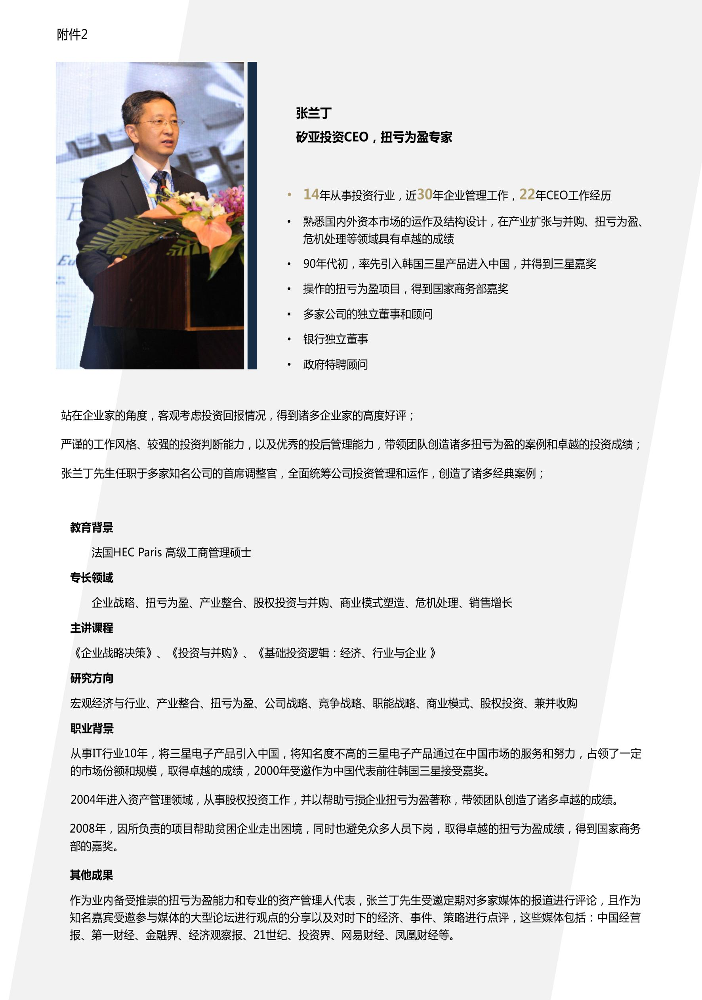 附件2
E
Eu
张兰丁
矽亚投资CEO，扭亏为盈专家
• 14年从事投资行业，近30年企业管理工作，22年CEO工作经历
• 熟悉国内外资本市场的运作及结构设计，在产业扩张与并购、扭亏为盈、
危机处理等领域具有卓越的成绩
• 90年代初，率先引入韩国三星产品进入中国，并得到三星嘉奖
• 操作的扭亏为盈项目，得到国家商务部嘉奖
• 多家公司的独立董事和顾问
• 银行独立董事
• 政府特聘顾问
站在企业家的角度，客观考虑投资回报情况，得到诸多企业家的高度好评；
严谨的工作风格、较强的投资判断能力，以及优秀的投后管理能力，带领团队创造诸多扭亏为盈的案例和卓越的投资成绩；
张兰丁先生任职于多家知名公司的首席调整官，全面统筹公司投资管理和运作，创造了诸多经典案例；
教育背景
法国HEC Paris 高级工商管理硕士
专长领域
企业战略、扭亏为盈、产业整合、股权投资与并购、商业模式塑造、危机处理、销售增长
主讲课程
《企业战略决策》、《投资与并购》、《基础投资逻辑：经济、行业与企业 》
研究方向
宏观经济与行业、产业整合、扭亏为盈、公司战略、竞争战略、职能战略、商业模式、股权投资、兼并收购
职业背景
从事IT行业10年，将三星电子产品引入中国，将知名度不高的三星电子产品通过在中国市场的服务和努力，占领了一定
的市场份额和规模，取得卓越的成绩，2000年受邀作为中国代表前往韩国三星接受嘉奖。
2004年进入资产管理领域，从事股权投资工作，并以帮助亏损企业扭亏为盈著称，带领团队创造了诸多卓越的成绩。
2008年，因所负责的项目帮助贫困企业走出困境，同时也避免众多人员下岗，取得卓越的扭亏为盈成绩，得到国家商务
部的嘉奖。
其他成果
作为业内备受推崇的扭亏为盈能力和专业的资产管理人代表，张兰丁先生受邀定期对多家媒体的报道进行评论，且作为
知名嘉宾受邀参与媒体的大型论坛进行观点的分享以及对时下的经济、事件、策略进行点评，这些媒体包括：中国经营
报、第一财经、金融界、经济观察报、21世纪、投资界、网易财经、凤凰财经等。